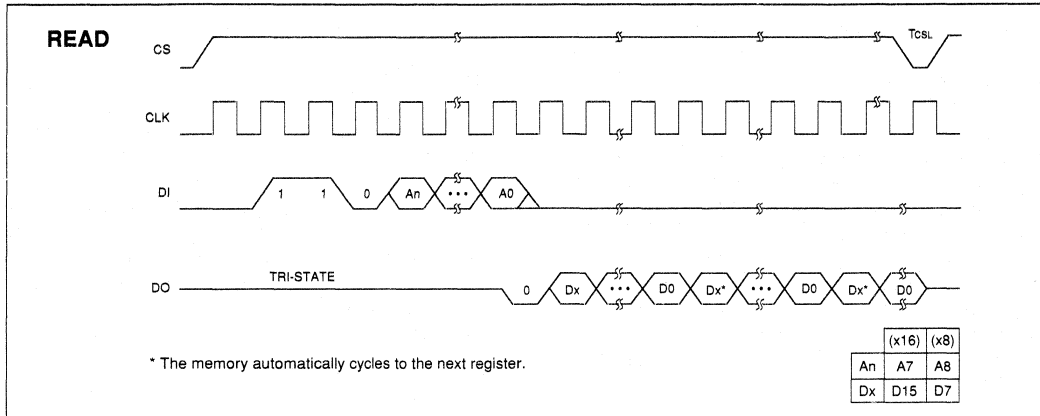 READ
CS
TCSL
CLK
DI
1 1 0 An ••• A0
TRI-STATE
DO
0 Dx ••• D0 Dx* ••• D0 Dx* D0
* The memory automatically cycles to the next register.
(x16) (x8)
An A7 A8
Dx D15 D7